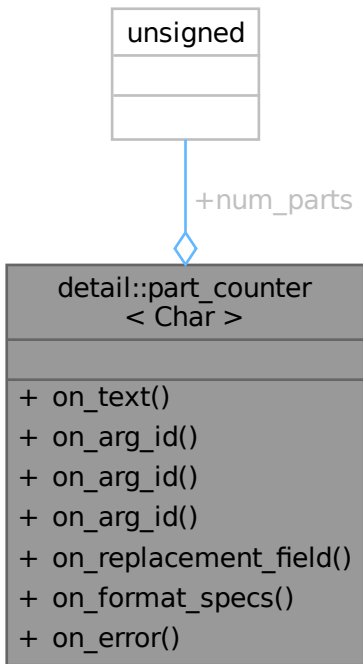 unsigned
+num_parts
detail::part_counter
< Char >
+ on_text()
+ on_arg_id()
+ on_arg_id()
+ on_arg_id()
+ on_replacement_field()
+ on_format_specs()
+ on_error()